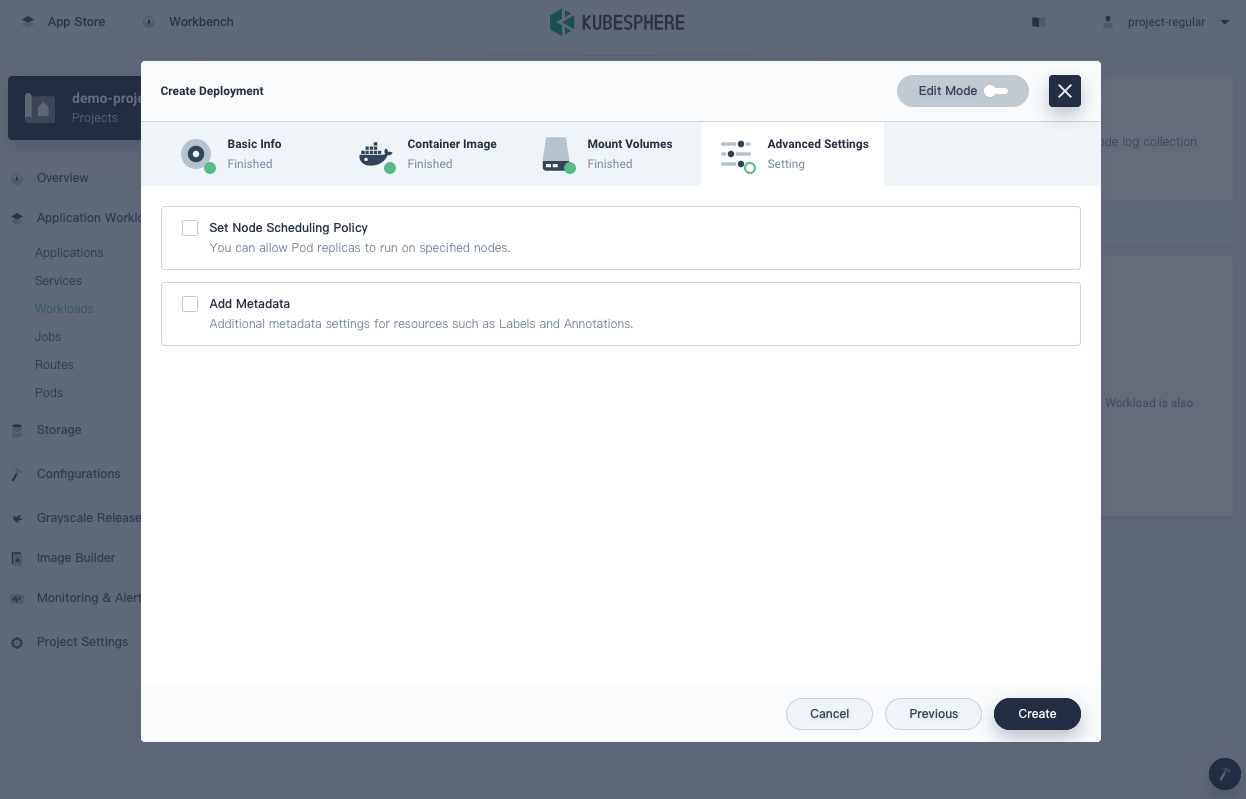 App Store
Workbench
KUBESPHERE
project-regular
demo-proje
Projects
Overview
Application Worklo
Applications
Services
Workloads
Jobs
Routes
Pods
Storage
Configurations
Grayscale Release
Image Builder
Monitoring & Alert
Project Settings
Create Deployment
Edit Mode
Basic Info
Finished
Container Image
Finished
Mount Volumes
Finished
Advanced Settings
Setting
Set Node Scheduling Policy
You can allow Pod replicas to run on specified nodes.
Add Metadata
Additional metadata settings for resources such as Labels and Annotations.
ode log collection
Workload is also
Cancel
Previous
Create